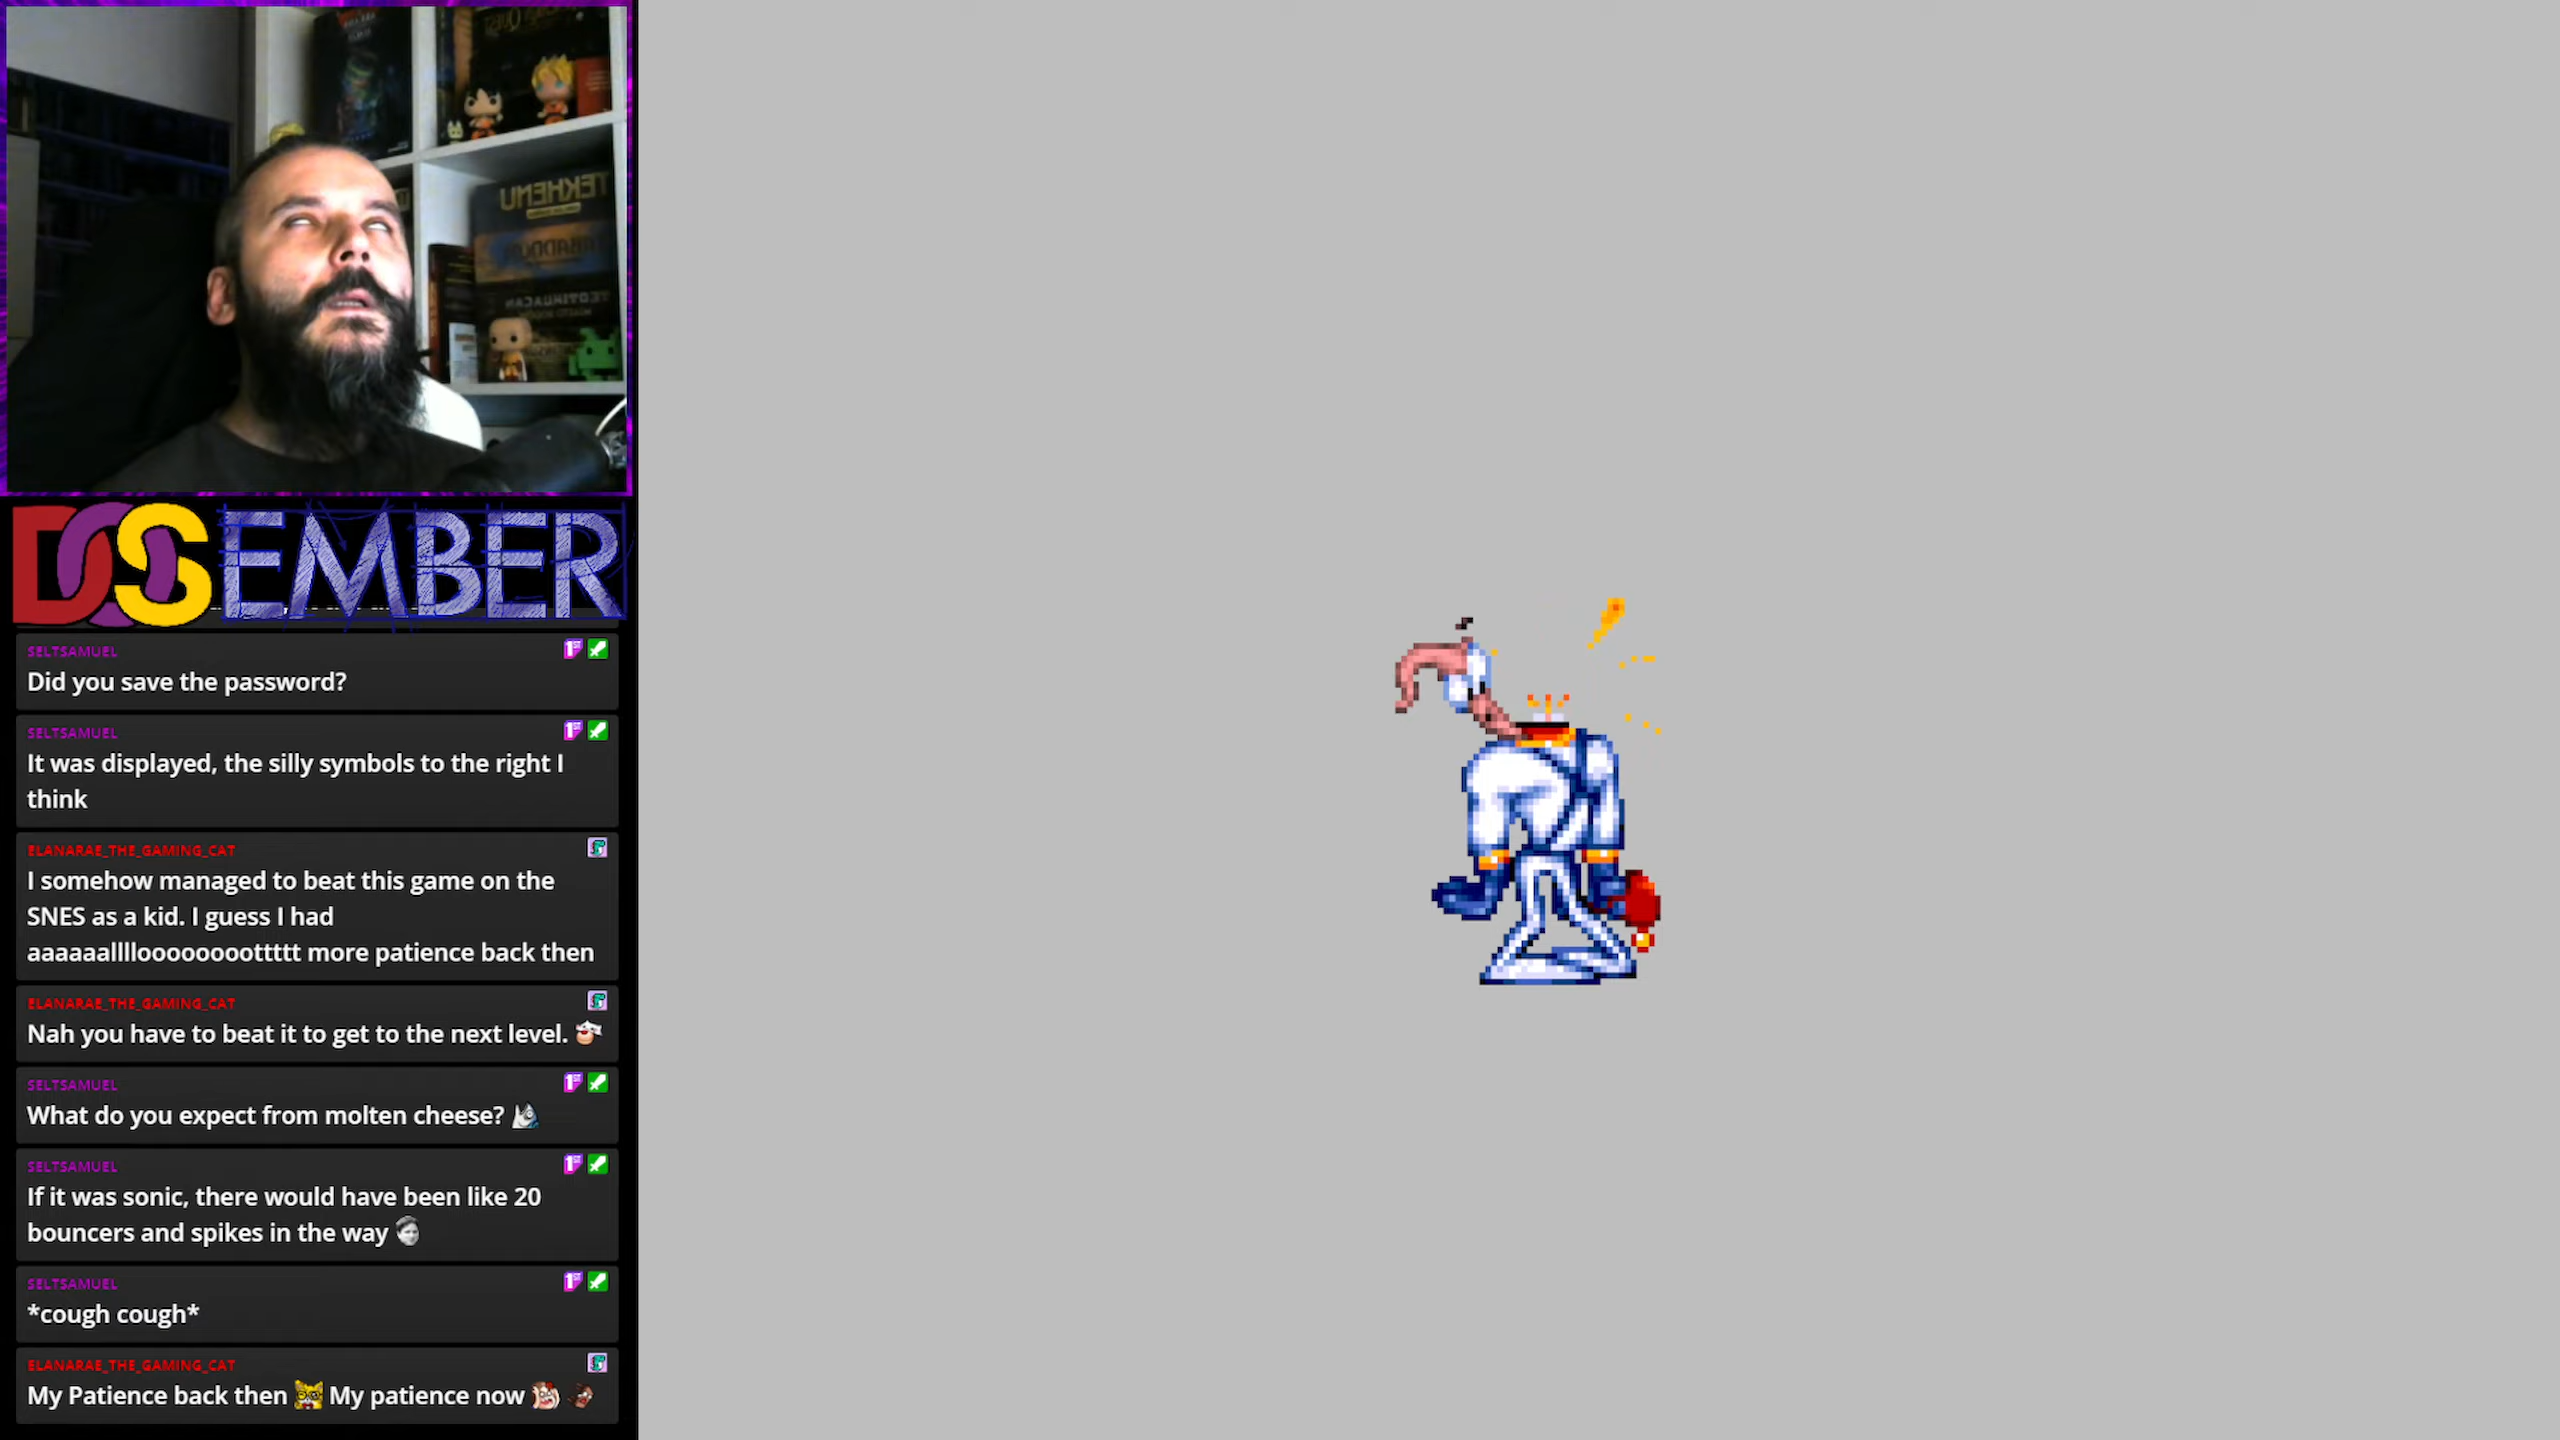 TEKHENU
TEOTIHUACAN
DOSEMBER
SELTSAMUEL
Did you save the password?
SELTSAMUEL
It was displayed, the silly symbols to the right I
think
ELANARAE_THE_GAMING_CAT
I somehow managed to beat this game on the
SNES as a kid. I guess I had
aaaaaallllooooooootttttt more patience back then
ELANARAE_THE_GAMING_CAT
Nah you have to beat it to get to the next level.
SELTSAMUEL
What do you expect from molten cheese?
SELTSAMUEL
If it was sonic, there would have been like 20
bouncers and spikes in the way
SELTSAMUEL
*cough cough*
ELANARAE_THE_GAMING_CAT
My Patience back then My patience now